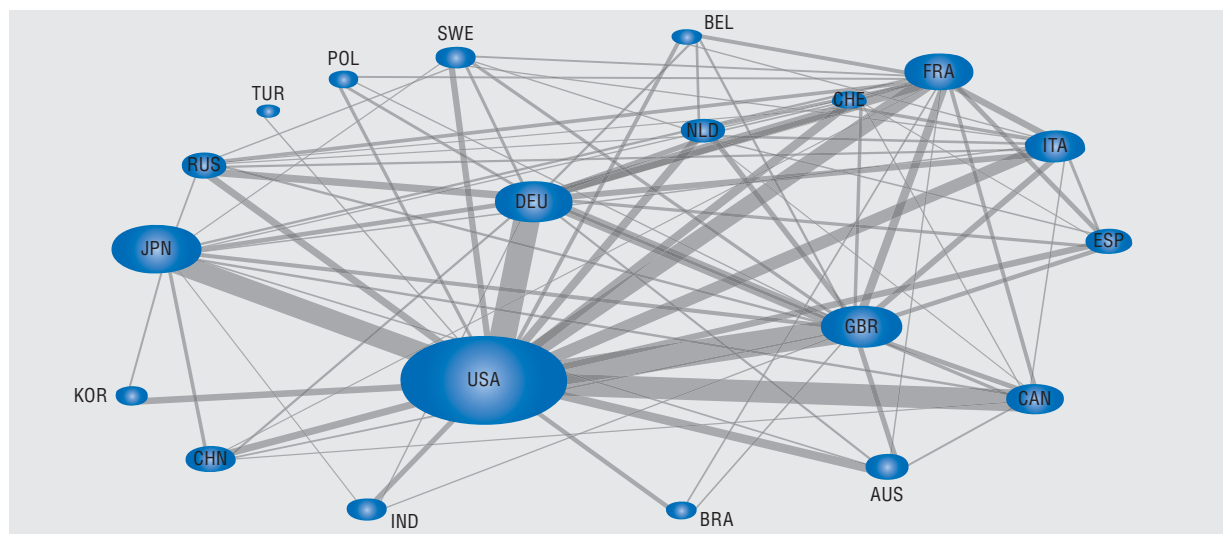 BEL
SWE
POL
FRA
TUR
CHE
NLD
ITA
RUS
DEU
ESP
JPN
GBR
USA
KOR
CAN
CHN
AUS
IND
BRA